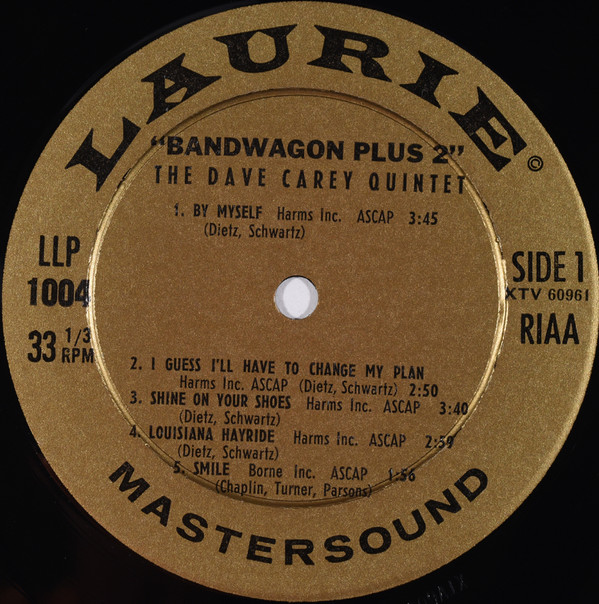 LAURIE ©
"BANDWAGON PLUS 2"
THE DAVE CAREY QUINTET
1. BY MYSELF Harms Inc. ASCAP 3:45
(Dietz, Schwartz)
LLP
1004
33 1/3
RPM
SIDE 1
XTV 60961
RIAA
2. I GUESS I'LL HAVE TO CHANGE MY PLAN
Harms Inc. ASCAP (Dietz, Schwartz) 2:50
3. SHINE ON YOUR SHOES Harms Inc. ASCAP 3:40
(Dietz, Schwartz)
4. LOUISIANA HAYRIDE Harms Inc. ASCAP 2:59
(Dietz, Schwartz)
5. SMILE Borne Inc. ASCAP 1:56
(Chaplin, Turner, Parsons)
MASTERSOUND